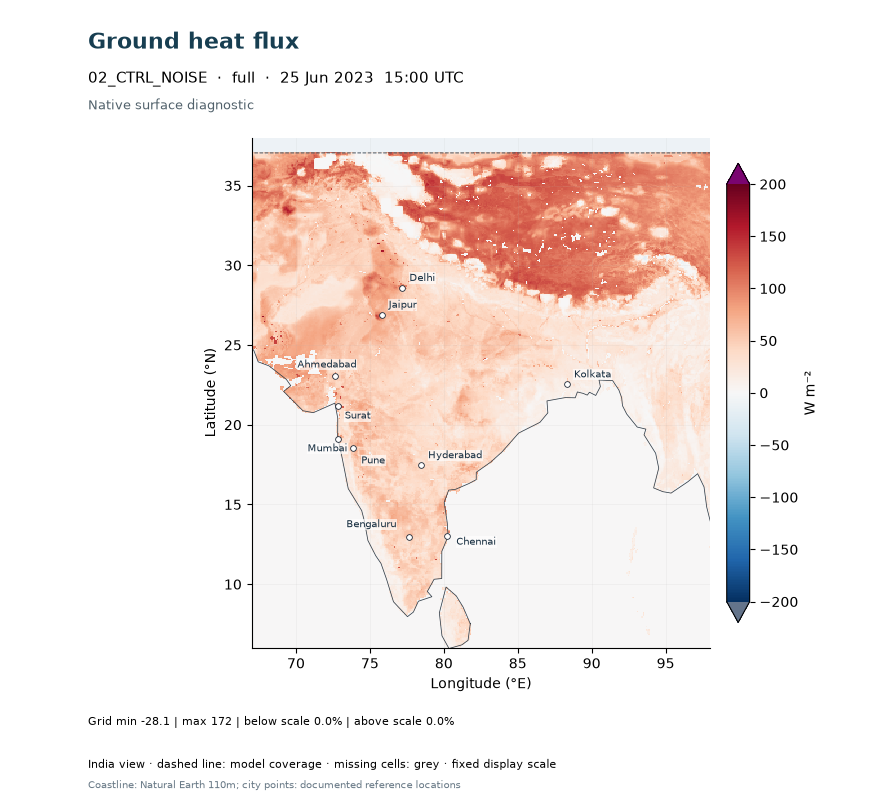 Ground heat flux
02_CTRL_NOISE · full · 25 Jun 2023 15:00 UTC
Native surface diagnostic
35
30
25
20
15
10
Latitude (°N)
70
75
80
85
90
95
Longitude (°E)
Delhi
Jaipur
Ahmedabad
Kolkata
Surat
Mumbai
Pune
Hyderabad
Bengaluru
Chennai
200
150
100
50
0
−50
−100
−150
−200
W m⁻²
Grid min -28.1 | max 172 | below scale 0.0% | above scale 0.0%
India view · dashed line: model coverage · missing cells: grey · fixed display scale
Coastline: Natural Earth 110m; city points: documented reference locations